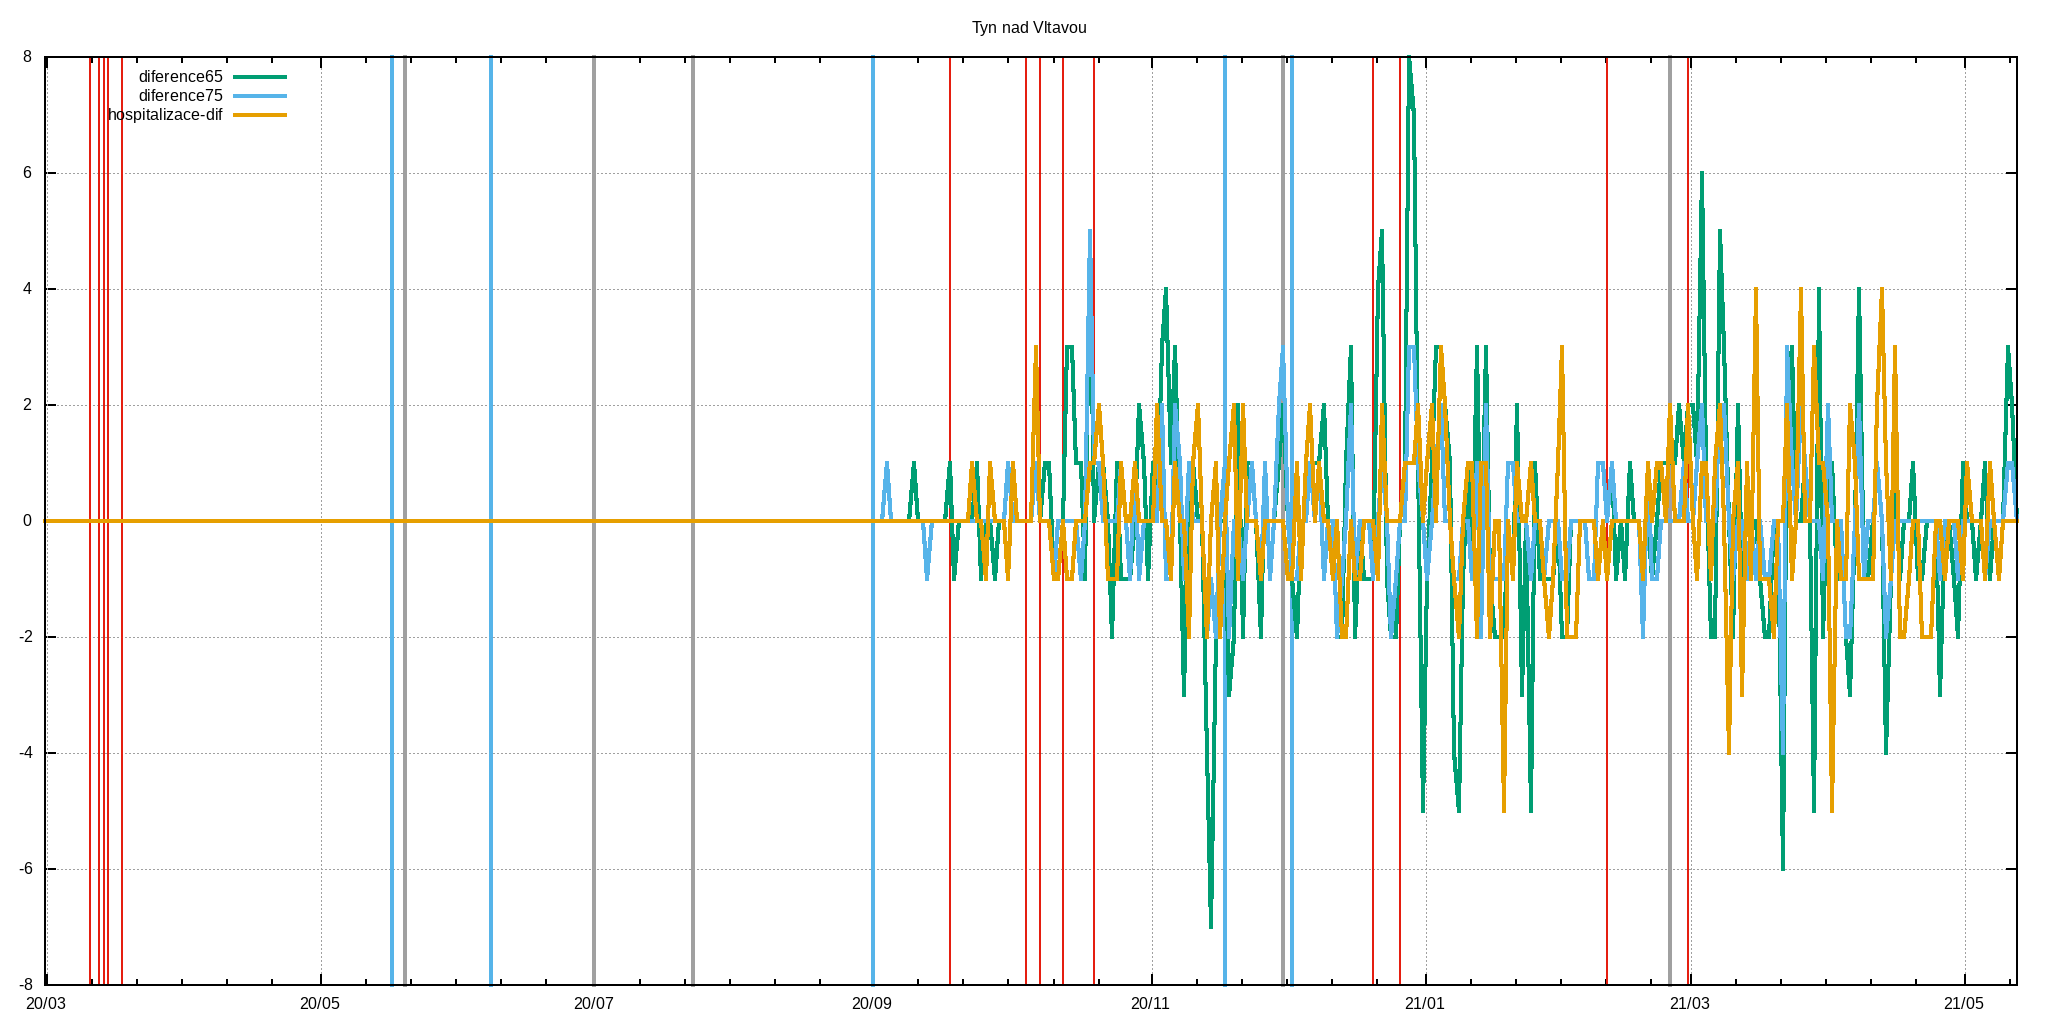 Tyn nad Vltavou
diference65
diference75
hospitalizace-dif
8
6
4
2
0
-2
-4
-6
-8
20/03 20/05 20/07 20/09 20/11 21/01 21/03 21/05